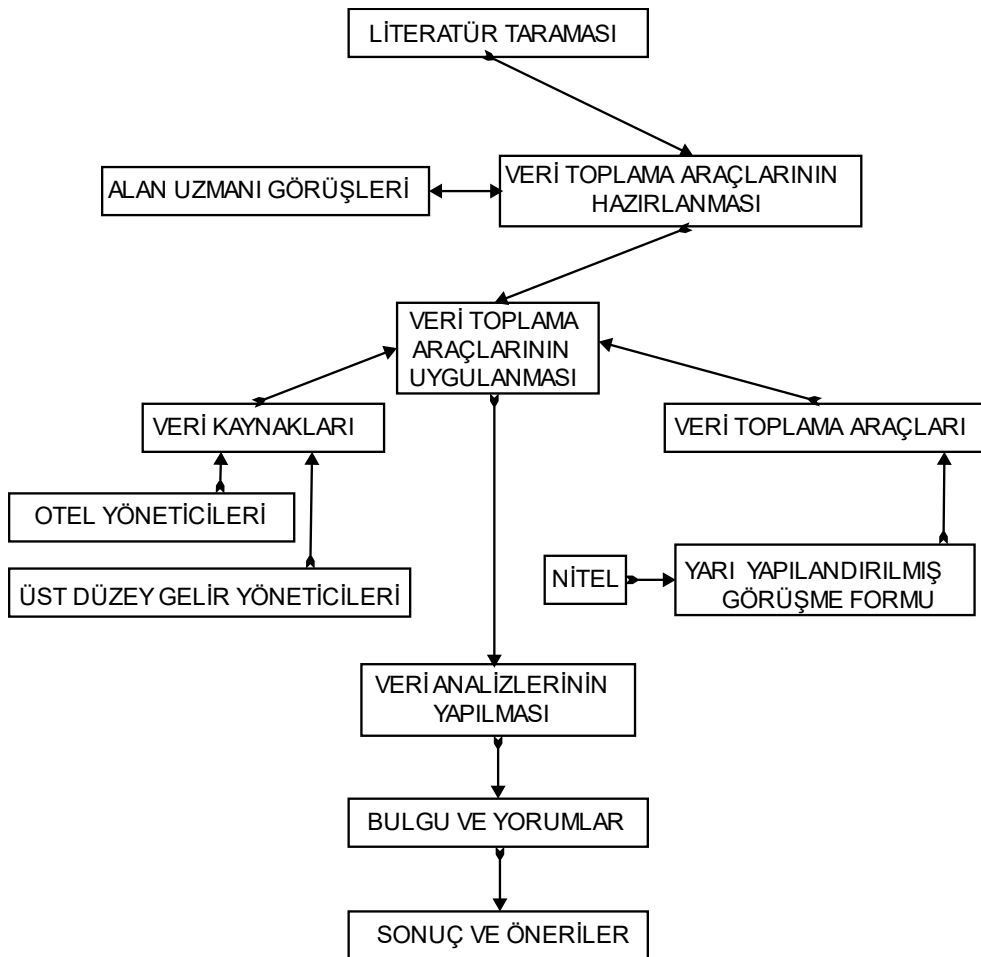 LİTERATÜR TARAMASI
VERİ TOPLAMA ARAÇLARININ
HAZIRLANMASI
ALAN UZMANI GÖRÜŞLERİ
VERİ TOPLAMA
ARAÇLARININ
UYGULANMASI
VERİ KAYNAKLARI
VERİ TOPLAMA ARAÇLARI
OTEL YÖNETİCİLERİ
ÜST DÜZEY GELİR YÖNETİCİLERİ
NİTEL
YARI YAPILANDIRILMIŞ
GÖRÜŞME FORMU
VERİ ANALİZLERİNİN
YAPILMASI
BULGU VE YORUMLAR
SONUÇ VE ÖNERİLER